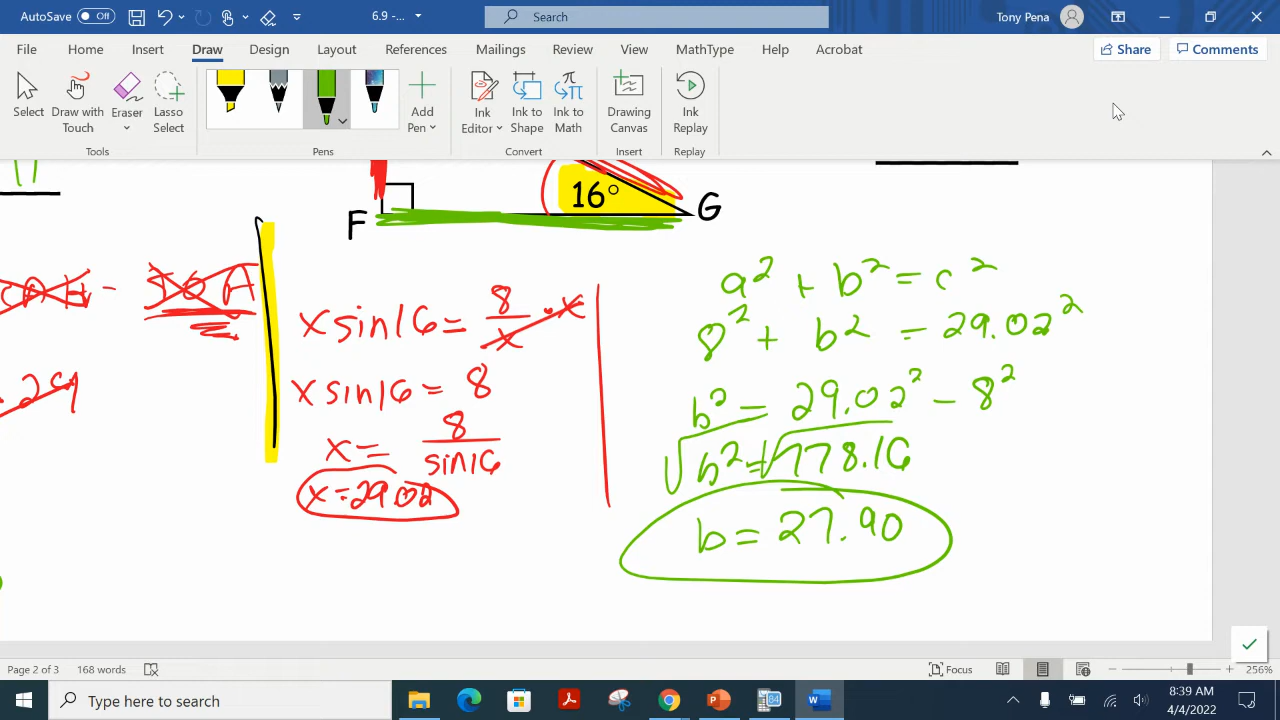 AutoSave Off
6.9 -...
Search
Tony Pena
File Home Insert Draw Design Layout References Mailings Review View MathType Help Acrobat
Share Comments
Select
Draw with Touch
Eraser
Lasso Select
Add Pen
Ink Editor
Ink to Shape
Ink to Math
Drawing Canvas
Ink Replay
Tools
Pens
Convert
Insert
Replay
16°
F
G
a² + b² = c²
x sin16 = 8/x · x
8² + b² = 29.02²
x sin16 = 8
b² = 29.02² - 8²
x = 8/sin16
√b² = √778.16
x = 29.02
b = 27.90
Page 2 of 3 168 words
Focus
256%
84
Type here to search
8:39 AM
4/4/2022